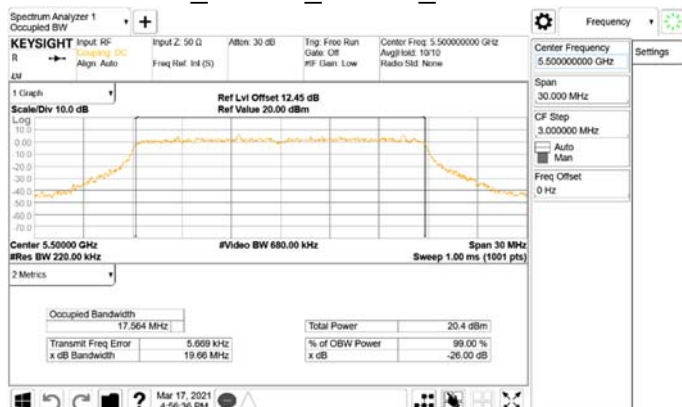 Spectrum Analyzer 1
Occupied BW
+
Frequency
KEYSIGHT Input: RF Input Z: 50 Ω Atten: 30 dB Trig: Free Run Center Freq: 5.500000000 GHz
R Coupling: DC Gate: Off Avg|Hold: 10/10
Align: Auto Freq Ref: Int (S) #IF Gain: Low Radio Std: None
Center Frequency
5.500000000 GHz
Settings
Span
30.000 MHz
CF Step
3.000000 MHz
Auto
Man
Freq Offset
0 Hz
1 Graph
Ref Lvl Offset 12.45 dB
Scale/Div 10.0 dB Ref Value 20.00 dBm
Log
10.0
0.00
-10.0
-20.0
-30.0
-40.0
-50.0
-60.0
-70.0
Center 5.50000 GHz #Video BW 680.00 kHz Span 30 MHz
#Res BW 220.00 kHz Sweep 1.00 ms (1001 pts)
2 Metrics
Occupied Bandwidth
17.564 MHz Total Power 20.4 dBm
Transmit Freq Error 5.669 kHz % of OBW Power 99.00 %
x dB Bandwidth 19.66 MHz x dB -26.00 dB
? Mar 17, 2021
4:56:36 PM